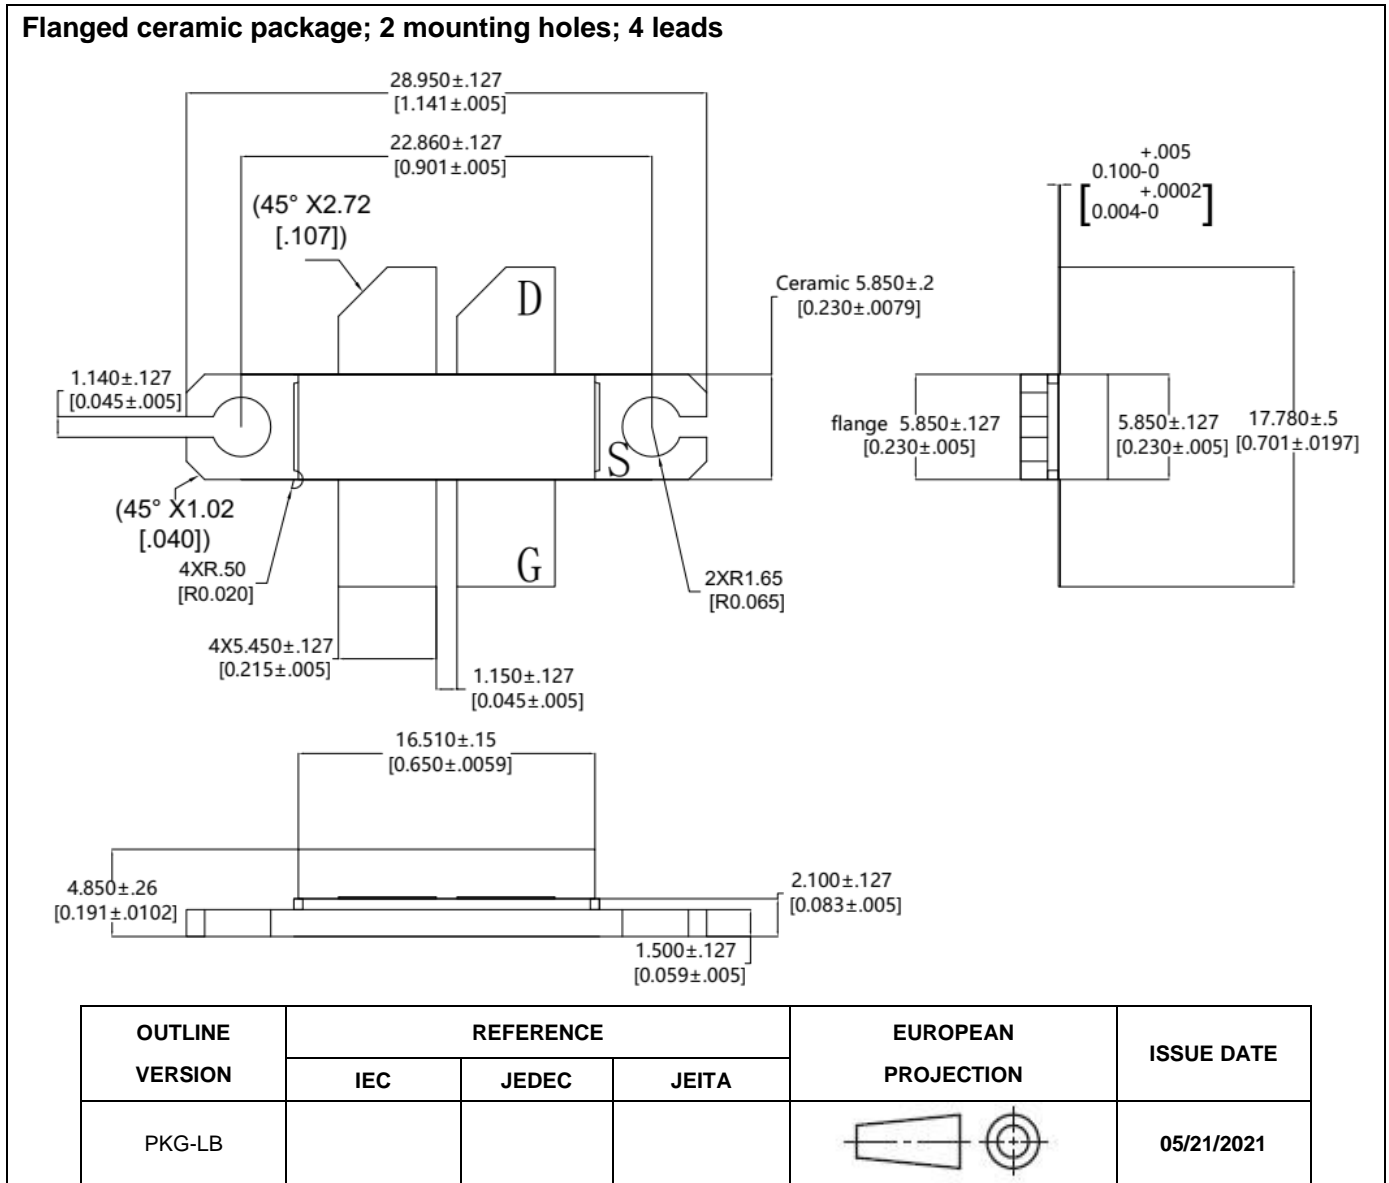 Flanged ceramic package; 2 mounting holes; 4 leads
28.950±.127
[1.141±.005]
22.860±.127
[0.901±.005]
(45° X2.72
[.107])
D
+.005
0.100-0
+.0002
[0.004-0]
Ceramic 5.850±.2
[0.230±.0079]
1.140±.127
[0.045±.005]
flange 5.850±.127
[0.230±.005]
5.850±.127
[0.230±.005]
17.780±.5
[0.701±.0197]
S
(45° X1.02
[.040])
4XR.50
[R0.020]
G
2XR1.65
[R0.065]
4X5.450±.127
[0.215±.005]
1.150±.127
[0.045±.005]
16.510±.15
[0.650±.0059]
4.850±.26
[0.191±.0102]
2.100±.127
[0.083±.005]
1.500±.127
[0.059±.005]
OUTLINE
VERSION
REFERENCE
EUROPEAN
PROJECTION
ISSUE DATE
IEC
JEDEC
JEITA
PKG-LB
05/21/2021